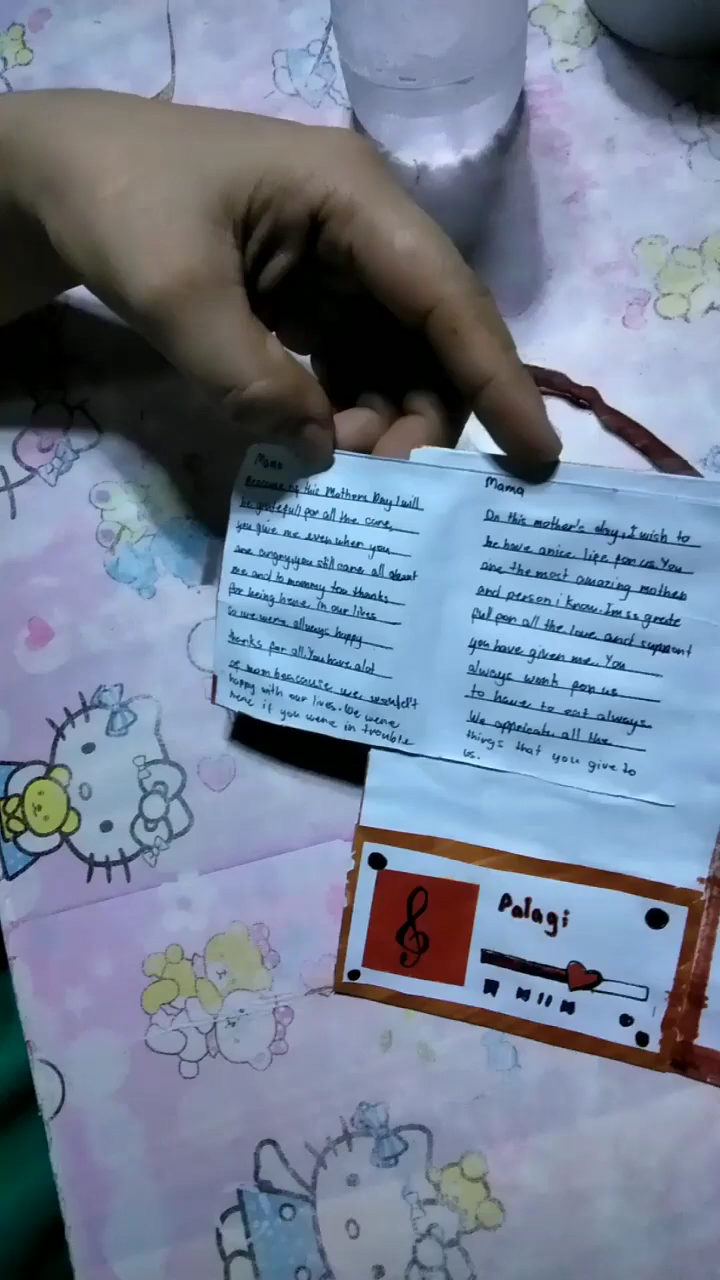 Mama
Because of this Mothers Day I will
be gratefull for all the care,
you give me even when you
are angry you still care all about
me and to mommy too thanks
for being here in our lives
so we were allways happy
thanks for all. You have alot
of mom beacause we wouldn't
happy with our lives. We were
here if you were in trouble
Mama
On this mother's day, I wish to
be have a nice life for us. You
are the most amazing mother
and person i know. Im so grate
full for all the love and support
you have given me. You
always work for us
to have to eat always
We appricate all the
things that you give to
us.
Palagi